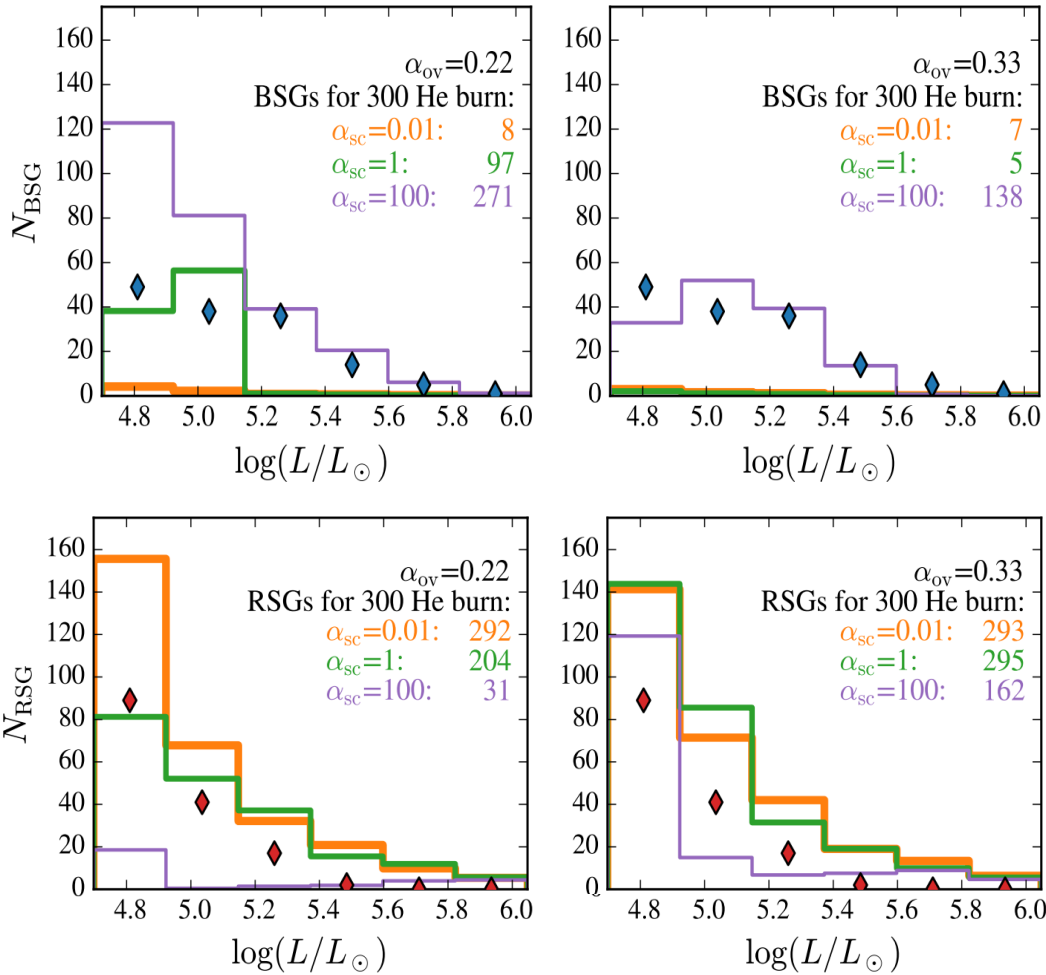 160
140
120
100
80
60
40
20
0
N_BSG
α_ov=0.22
BSGs for 300 He burn:
α_sc=0.01: 8
α_sc=1: 97
α_sc=100: 271
4.8 5.0 5.2 5.4 5.6 5.8 6.0
log(L/L_⊙)
160
140
120
100
80
60
40
20
0
α_ov=0.33
BSGs for 300 He burn:
α_sc=0.01: 7
α_sc=1: 5
α_sc=100: 138
4.8 5.0 5.2 5.4 5.6 5.8 6.0
log(L/L_⊙)
160
140
120
100
80
60
40
20
0
N_RSG
α_ov=0.22
RSGs for 300 He burn:
α_sc=0.01: 292
α_sc=1: 204
α_sc=100: 31
4.8 5.0 5.2 5.4 5.6 5.8 6.0
log(L/L_⊙)
160
140
120
100
80
60
40
20
0
α_ov=0.33
RSGs for 300 He burn:
α_sc=0.01: 293
α_sc=1: 295
α_sc=100: 162
4.8 5.0 5.2 5.4 5.6 5.8 6.0
log(L/L_⊙)